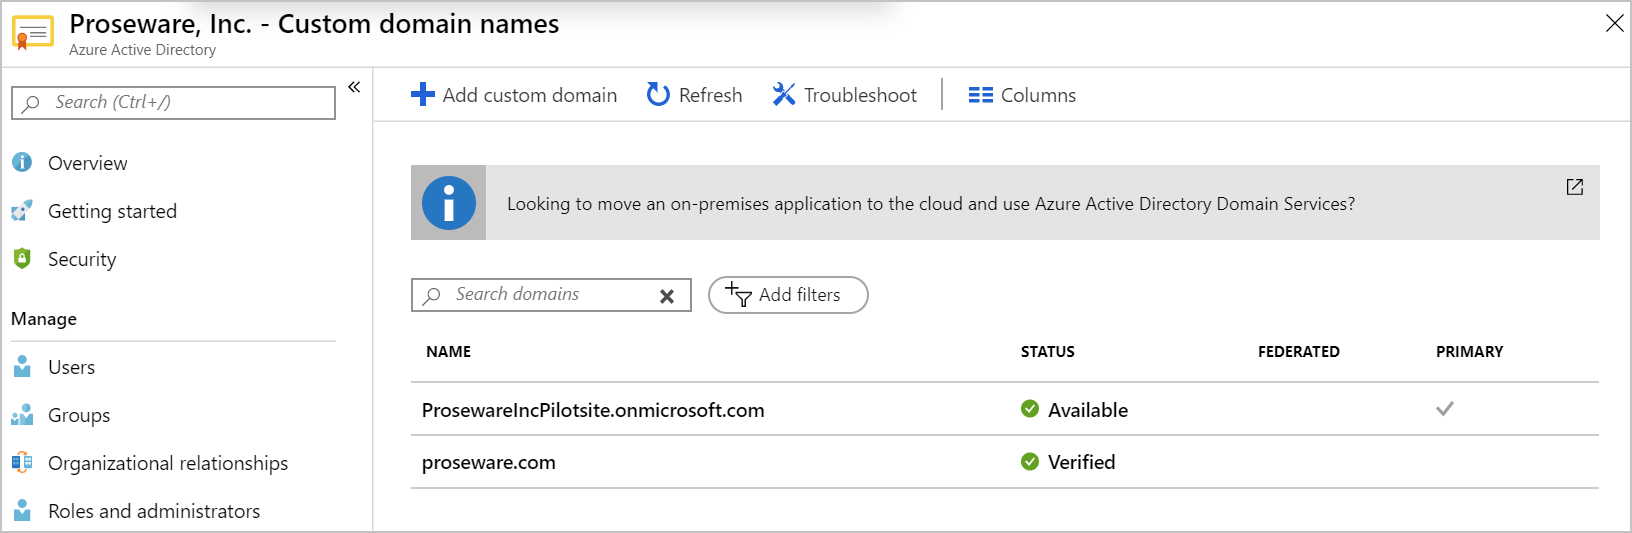 Proseware, Inc. - Custom domain names
Azure Active Directory
Search (Ctrl+/)
Overview
Getting started
Security
Manage
Users
Groups
Organizational relationships
Roles and administrators
Add custom domain Refresh Troubleshoot Columns
Looking to move an on-premises application to the cloud and use Azure Active Directory Domain Services?
Search domains Add filters
NAME STATUS FEDERATED PRIMARY
ProsewareIncPilotsite.onmicrosoft.com Available
proseware.com Verified